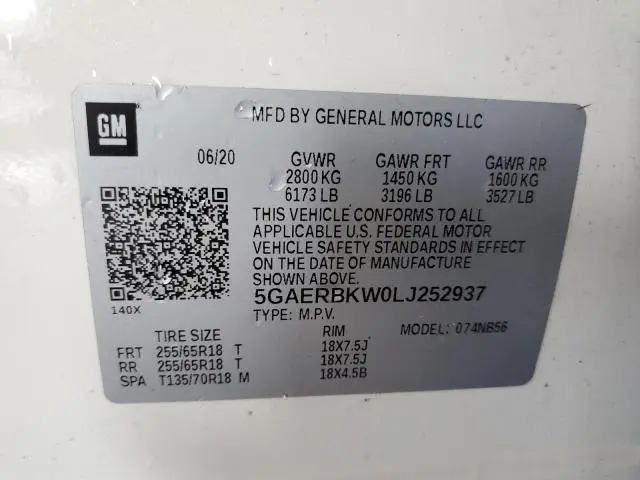 GM
MFD BY GENERAL MOTORS LLC
06/20 GVWR GAWR FRT GAWR RR
2800 KG 1450 KG 1600 KG
6173 LB 3196 LB 3527 LB
THIS VEHICLE CONFORMS TO ALL
APPLICABLE U.S. FEDERAL MOTOR
VEHICLE SAFETY STANDARDS IN EFFECT
ON THE DATE OF MANUFACTURE
SHOWN ABOVE.
5GAERBKW0LJ252937
140X
TYPE: M.P.V. MODEL: 074NB56
TIRE SIZE RIM
FRT 255/65R18 T 18X7.5J
RR 255/65R18 T 18X7.5J
SPA T135/70R18 M 18X4.5B